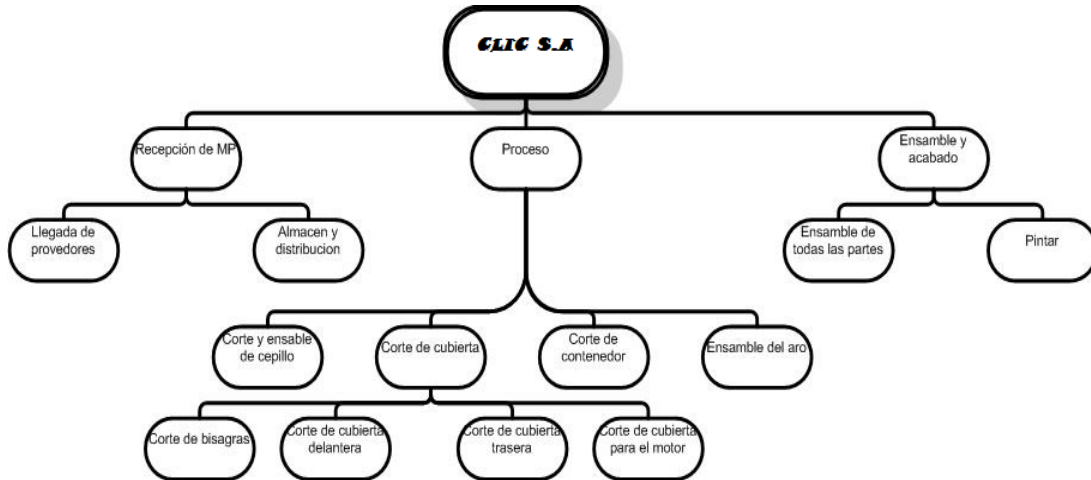 CLIC S.A
Recepción de MP
Proceso
Ensamble y
acabado
Llegada de
provedores
Almacen y
distribucion
Ensamble de
todas las partes
Pintar
Corte y ensable
de cepillo
Corte de cubierta
Corte de
contenedor
Ensamble del aro
Corte de bisagras
Corte de cubierta
delantera
Corte de cubierta
trasera
Corte de cubierta
para el motor